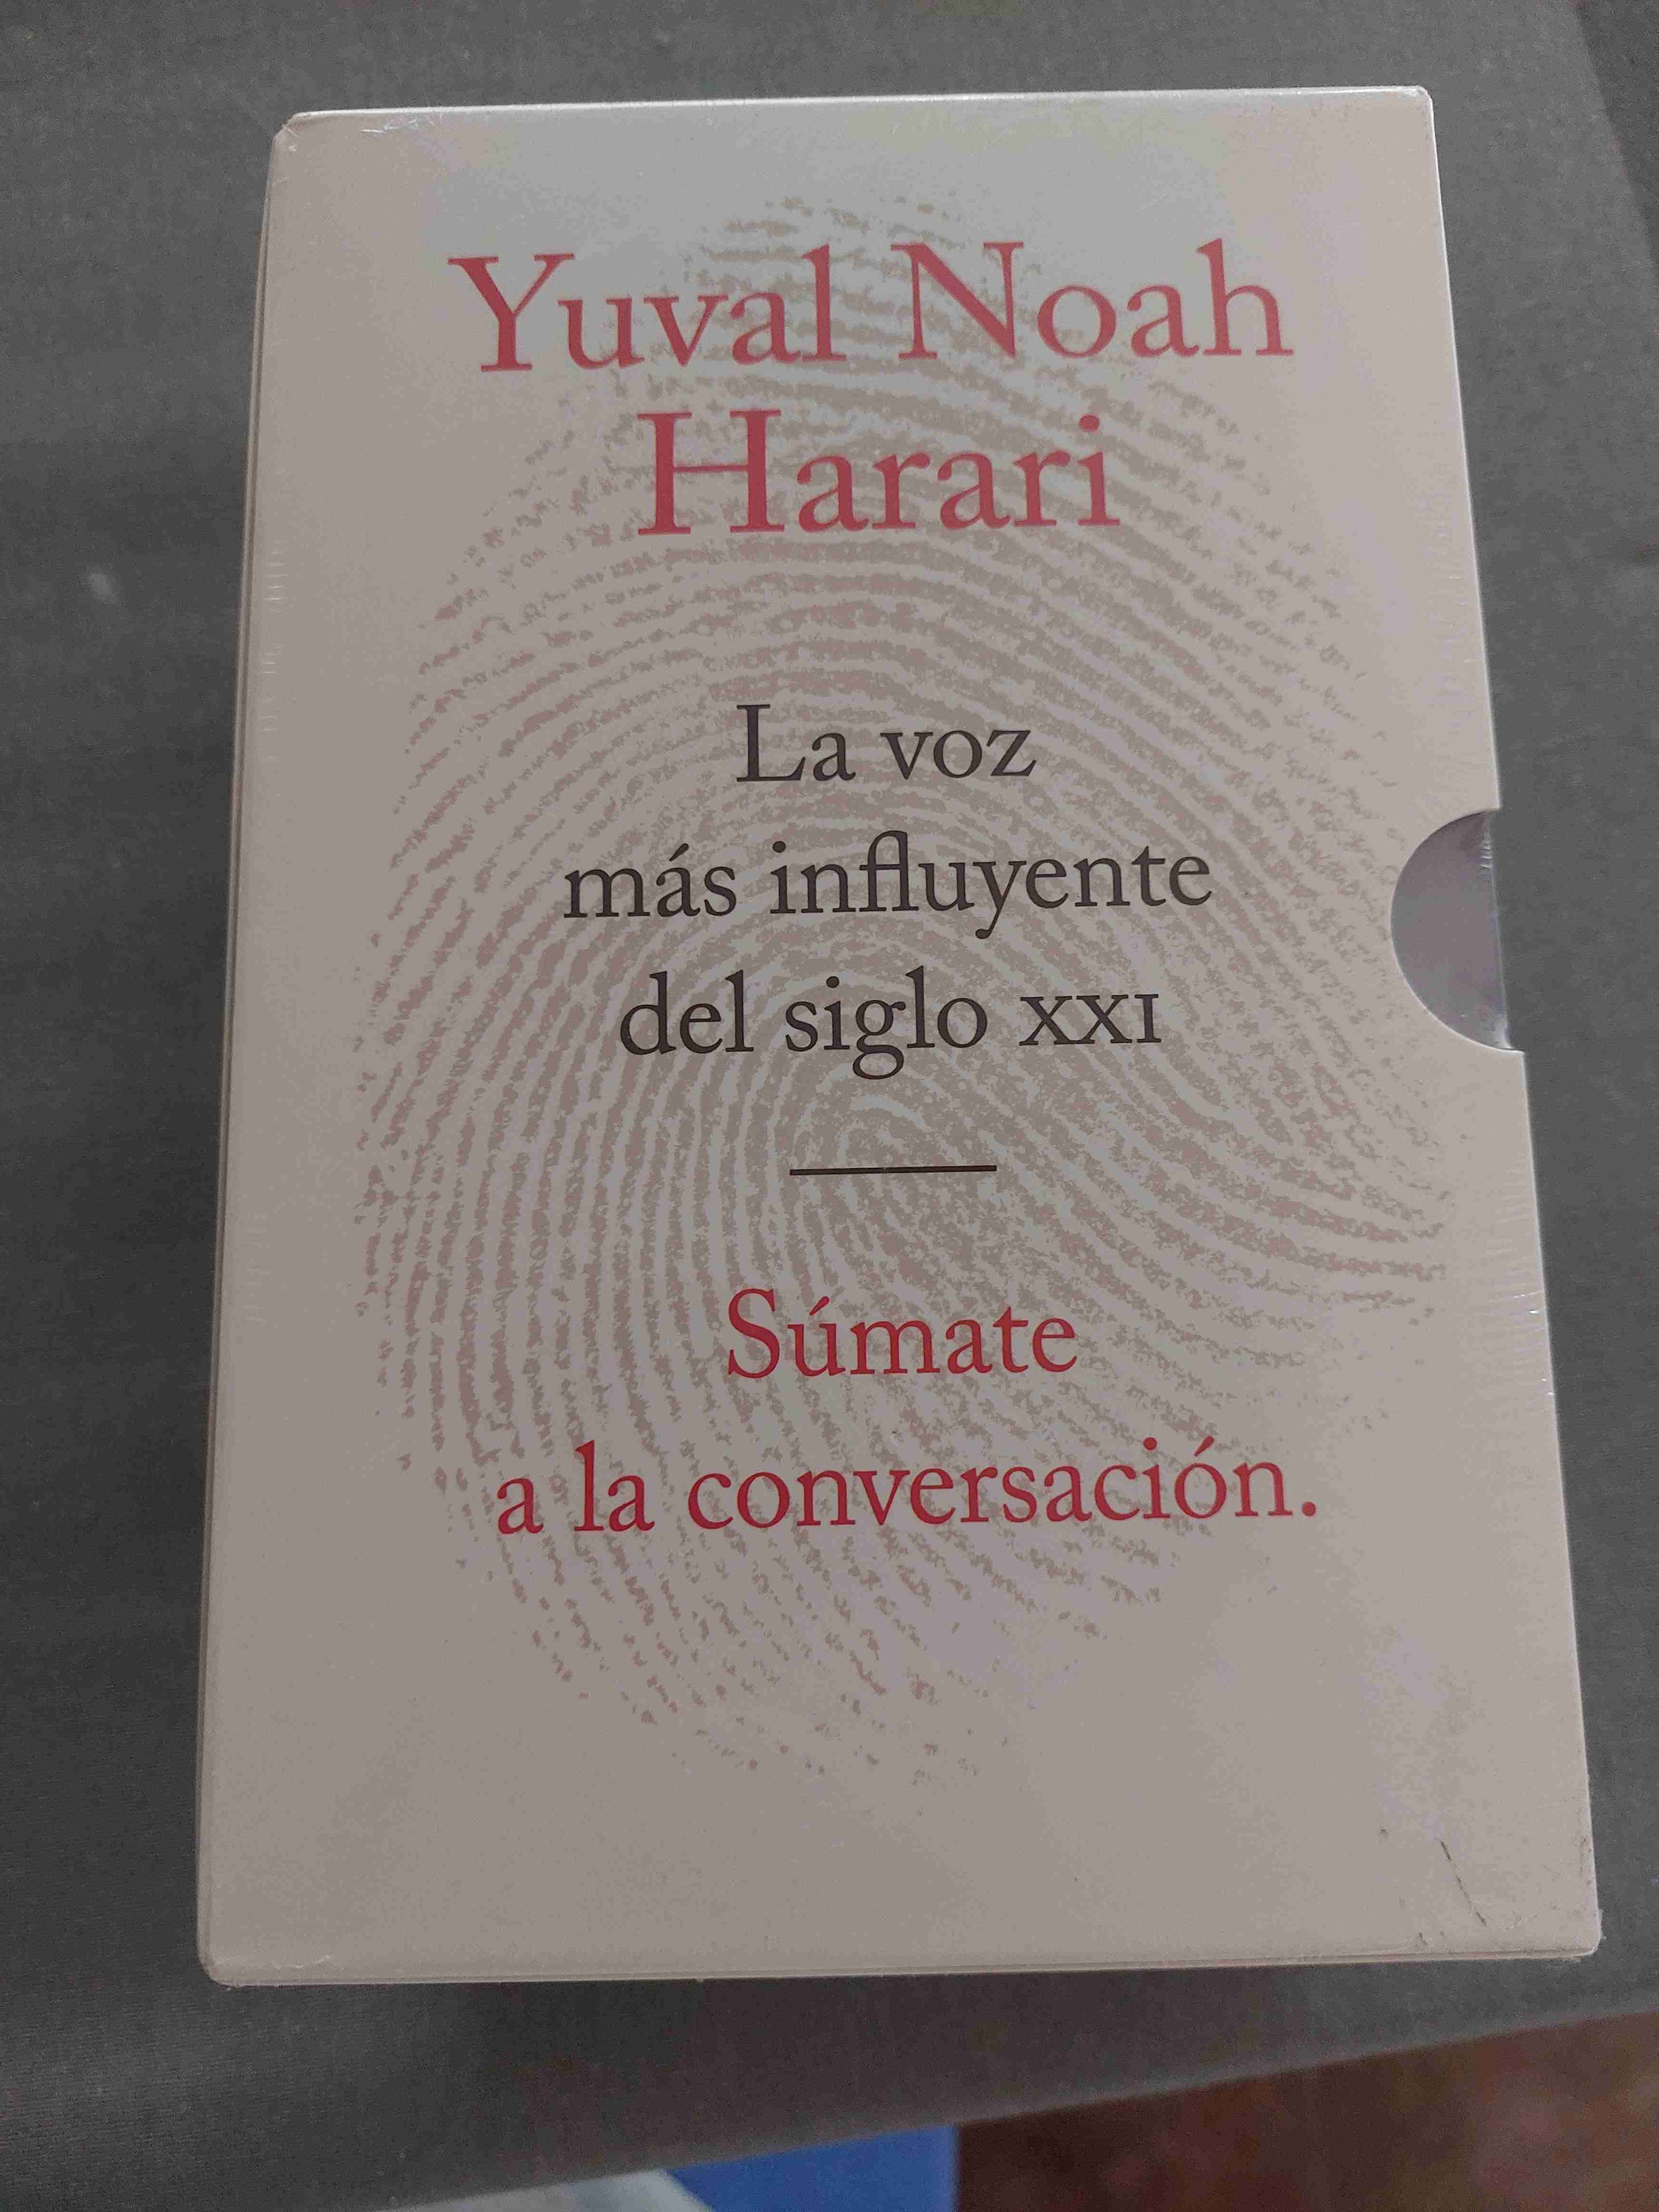 Yuval Noah
Harari
La voz
más influyente
del siglo XXI
Súmate
a la conversación.